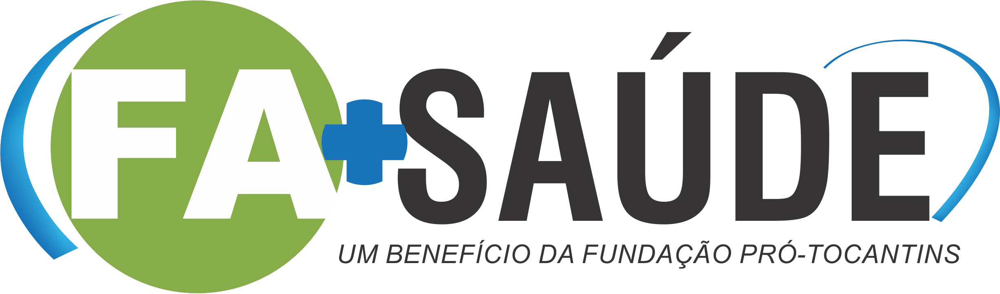 FA+SAÚDE
UM BENEFÍCIO DA FUNDAÇÃO PRÓ-TOCANTINS